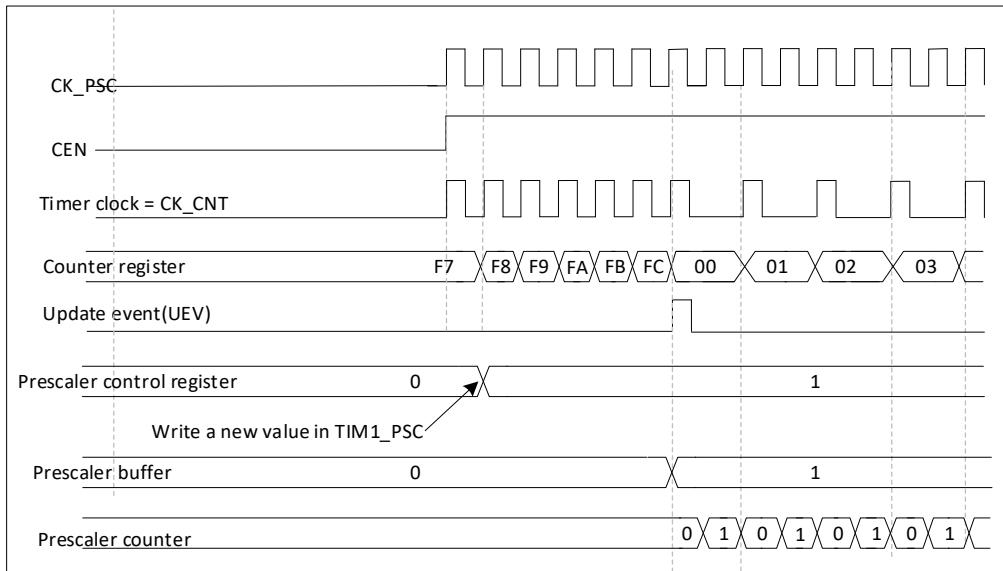 CK_PSC
CEN
Timer clock = CK_CNT
Counter register F7 F8 F9 FA FB FC 00 01 02 03
Update event(UEV)
Prescaler control register 0 1
Write a new value in TIM1_PSC
Prescaler buffer 0 1
Prescaler counter 0 1 0 1 0 1 0 1